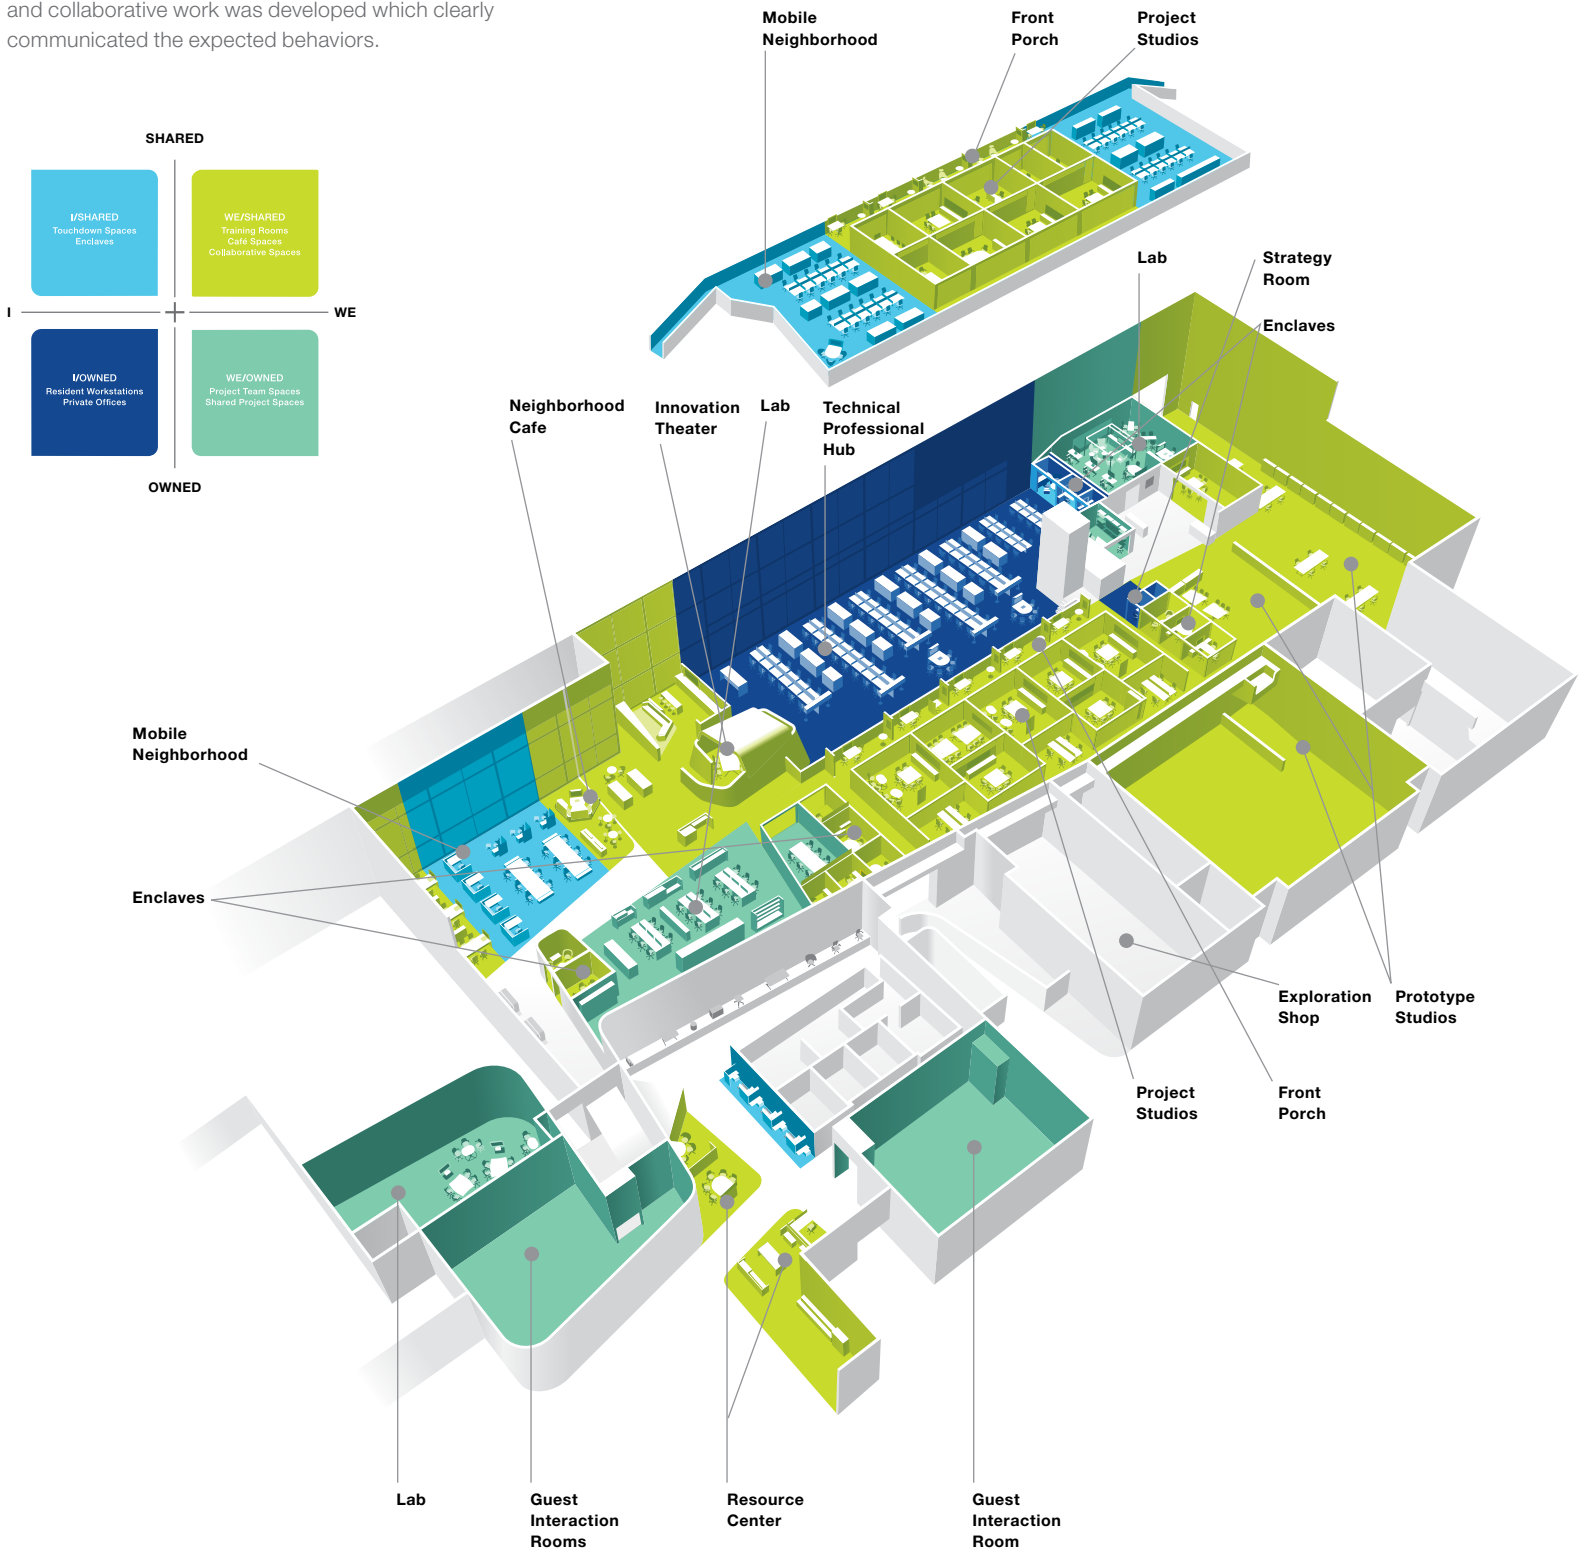 and collaborative work was developed which clearly
communicated the expected behaviors.
SHARED
I/SHARED
Touchdown Spaces
Enclaves
WE/SHARED
Training Rooms
Café Spaces
Collaborative Spaces
I
WE
I/OWNED
Resident Workstations
Private Offices
WE/OWNED
Project Team Spaces
Shared Project Spaces
OWNED
Mobile
Neighborhood
Front
Porch
Project
Studios
Lab
Strategy
Room
Enclaves
Neighborhood
Cafe
Innovation
Theater
Lab
Technical
Professional
Hub
Mobile
Neighborhood
Enclaves
Exploration
Shop
Prototype
Studios
Project
Studios
Front
Porch
Lab
Guest
Interaction
Rooms
Resource
Center
Guest
Interaction
Room